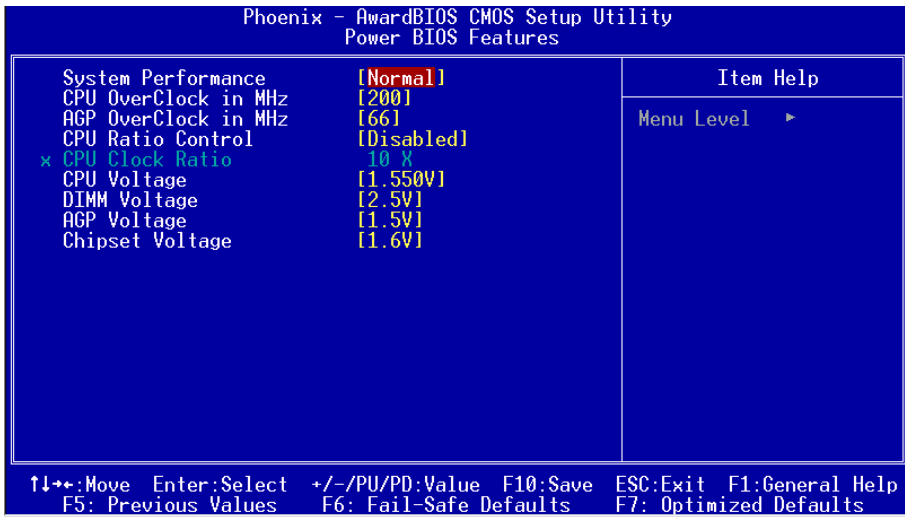 Phoenix - AwardBIOS CMOS Setup Utility
Power BIOS Features
System Performance [Normal]
CPU OverClock in MHz [200]
AGP OverClock in MHz [66]
CPU Ratio Control [Disabled]
x CPU Clock Ratio 10 X
CPU Voltage [1.550V]
DIMM Voltage [2.5V]
AGP Voltage [1.5V]
Chipset Voltage [1.6V]
Item Help
Menu Level ►
↑↓→←:Move Enter:Select +/-/PU/PD:Value F10:Save ESC:Exit F1:General Help
F5: Previous Values F6: Fail-Safe Defaults F7: Optimized Defaults